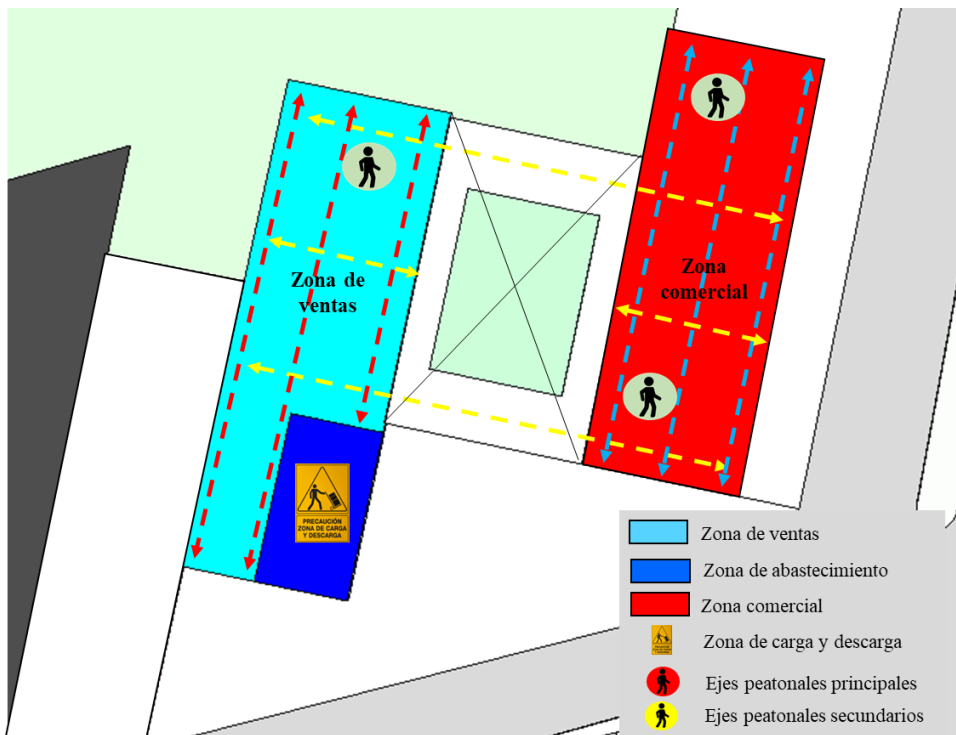 Zona de
ventas
Zona
comercial
PRECAUCIÓN
ZONA DE CARGA
Y DESCARGA
Zona de ventas
Zona de abastecimiento
Zona comercial
Zona de carga y descarga
Ejes peatonales principales
Ejes peatonales secundarios